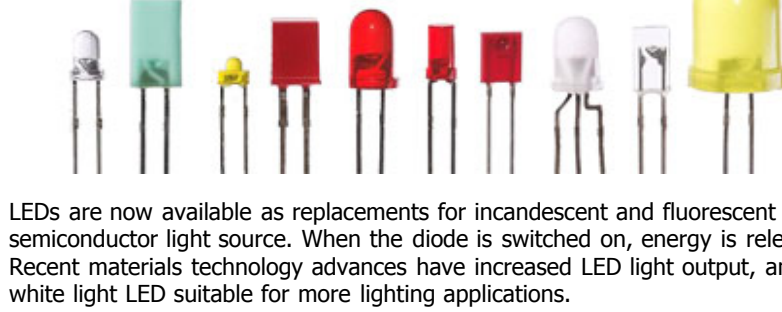 LEDs are now available as replacements for incandescent and fluorescent
semiconductor light source. When the diode is switched on, energy is
Recent materials technology advances have increased LED light output,
white light LED suitable for more lighting applications.